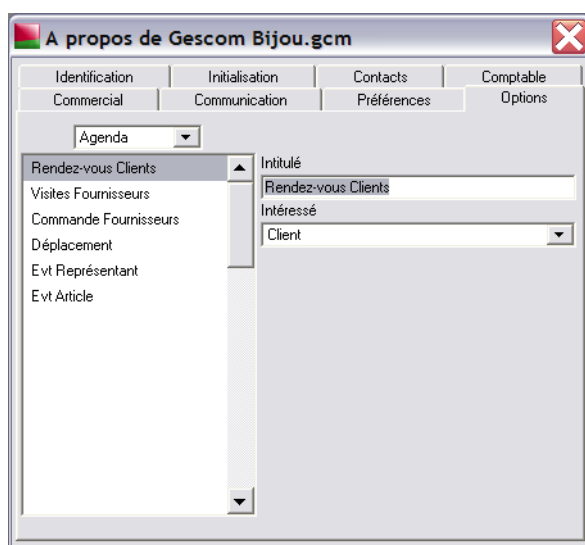 A propos de Gescom Bijou.gcm
Identification Initialisation Contacts Comptable
Commercial Communication Préférences Options
Agenda
Rendez-vous Clients
Visites Fournisseurs
Commande Fournisseurs
Déplacement
Evt Représentant
Evt Article
Intitulé
Rendez-vous Clients
Intéressé
Client